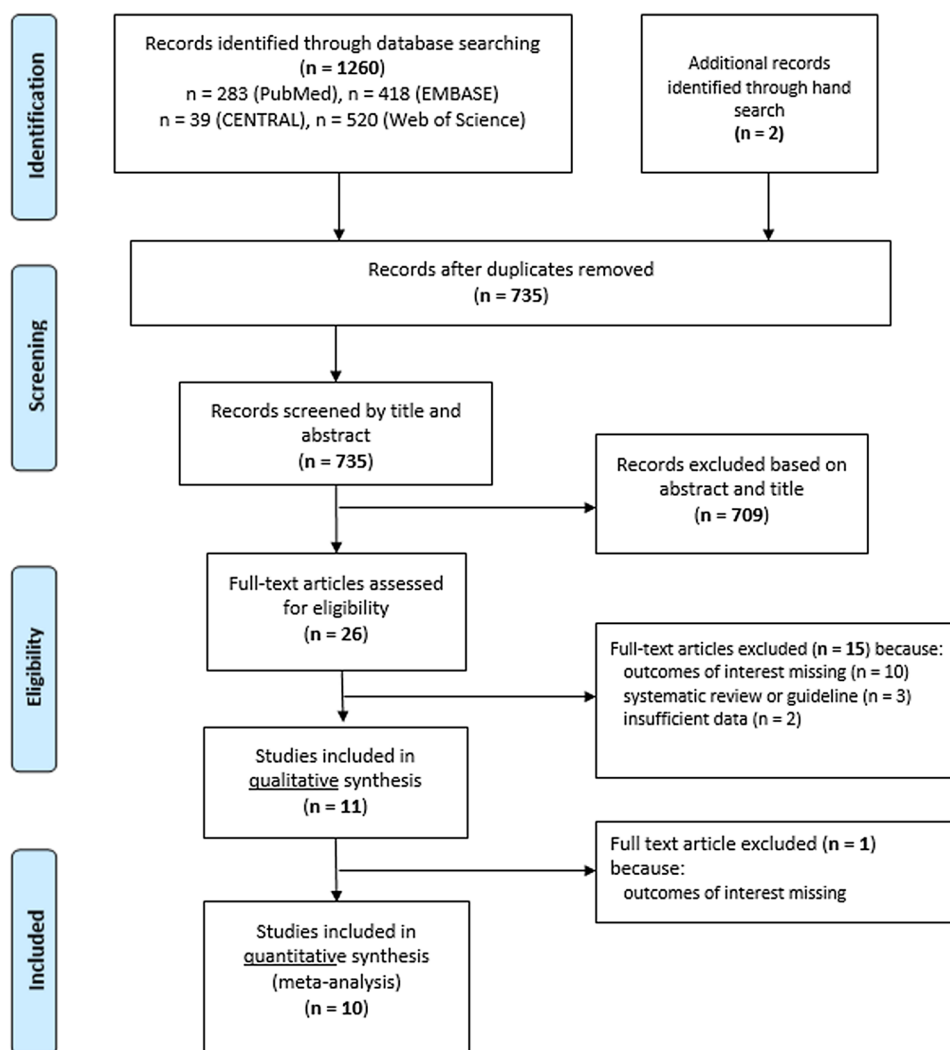 Identification
Records identified through database searching
(n = 1260)
n = 283 (PubMed), n = 418 (EMBASE)
n = 39 (CENTRAL), n = 520 (Web of Science)
Additional records
identified through hand
search
(n = 2)
Screening
Records after duplicates removed
(n = 735)
Records screened by title and
abstract
(n = 735)
Records excluded based on
abstract and title
(n = 709)
Eligibility
Full-text articles assessed
for eligibility
(n = 26)
Full-text articles excluded (n = 15) because:
outcomes of interest missing (n = 10)
systematic review or guideline (n = 3)
insufficient data (n = 2)
Studies included in
qualitative synthesis
(n = 11)
Full text article excluded (n = 1)
because:
outcomes of interest missing
Included
Studies included in
quantitative synthesis
(meta-analysis)
(n = 10)